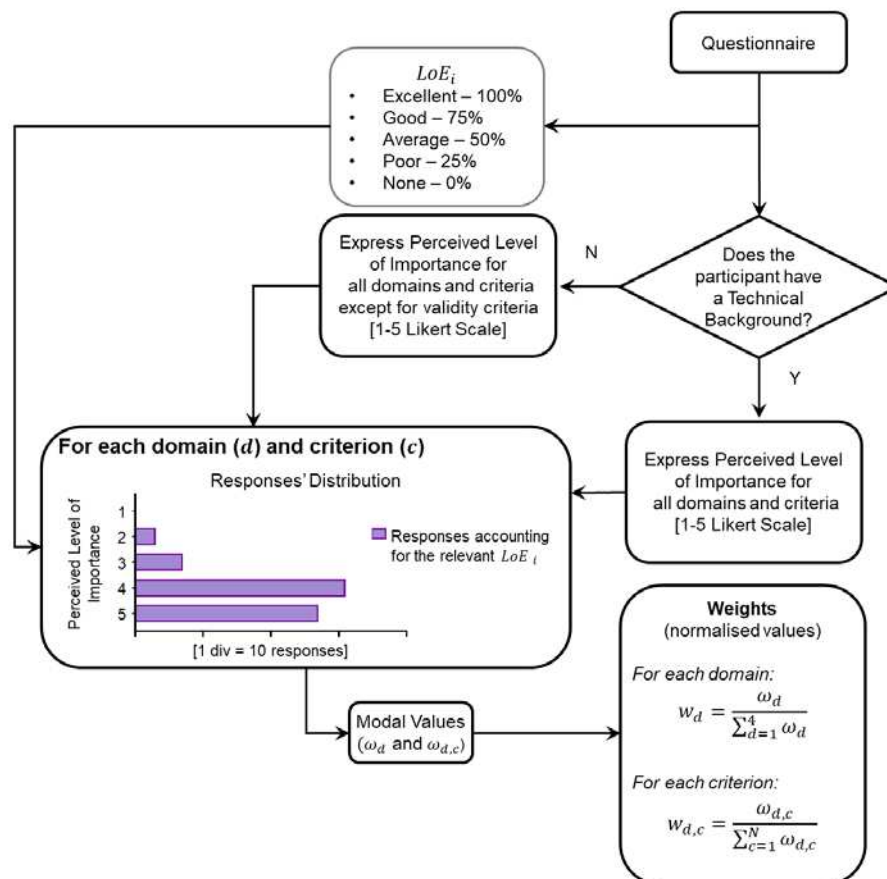 Questionnaire
LoE_i
• Excellent – 100%
• Good – 75%
• Average – 50%
• Poor – 25%
• None – 0%
Does the
participant have
a Technical
Background?
N
Y
Express Perceived Level
of Importance for
all domains and criteria
except for validity criteria
[1-5 Likert Scale]
Express Perceived Level
of Importance for
all domains and criteria
[1-5 Likert Scale]
For each domain (d) and criterion (c)
Responses' Distribution
Perceived Level of
Importance
1
2
3
4
5
Responses accounting
for the relevant LoE_i
[1 div = 10 responses]
Modal Values
(ω_d and ω_{d,c})
Weights
(normalised values)
For each domain:
w_d = ω_d / ∑_{d=1}^{4} ω_d
For each criterion:
w_{d,c} = ω_{d,c} / ∑_{c=1}^{N} ω_{d,c}